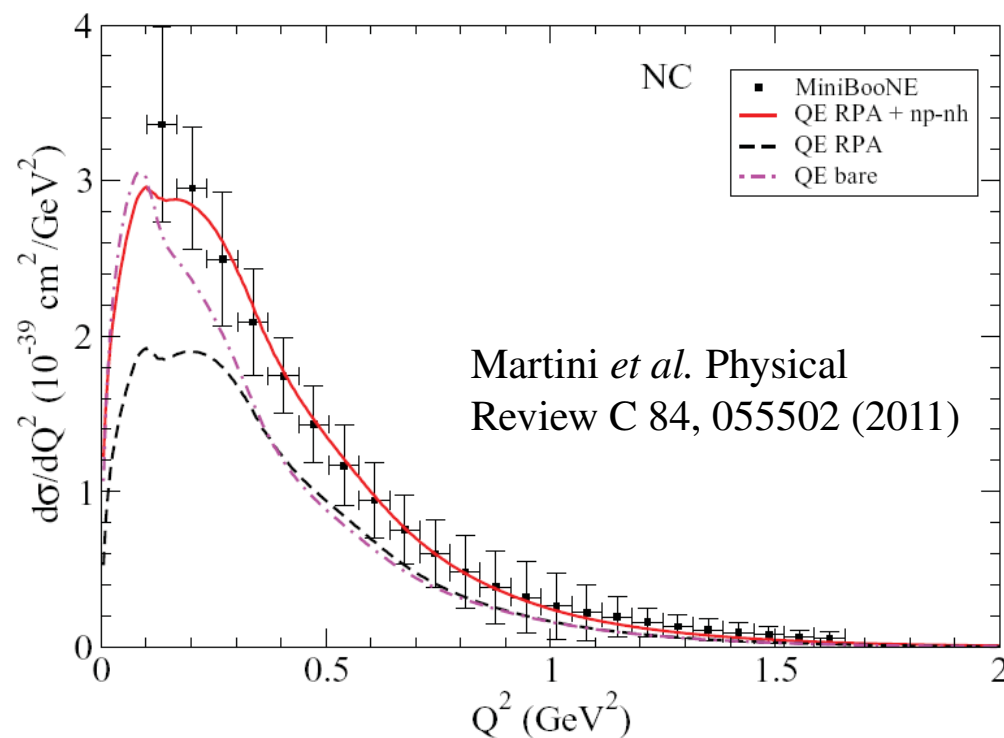 4
3
2
1
0
0
0.5
1
1.5
2
dσ/dQ² (10⁻³⁹ cm²/GeV²)
Q² (GeV²)
NC
MiniBooNE
QE RPA + np-nh
QE RPA
QE bare
Martini et al. Physical
Review C 84, 055502 (2011)